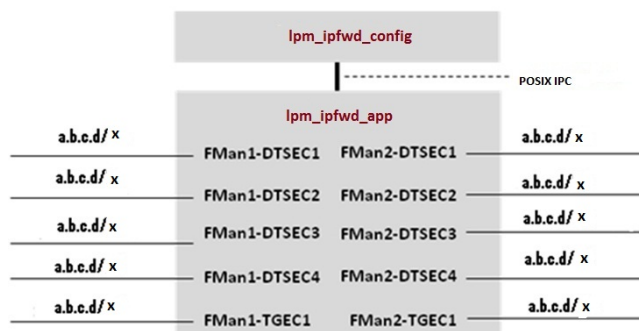 lpm_ipfwd_config
POSIX IPC
lpm_ipfwd_app
a.b.c.d/ x
a.b.c.d/ x
FMan1-DTSEC1 FMan2-DTSEC1
a.b.c.d/ x
a.b.c.d/ x
FMan1-DTSEC2 FMan2-DTSEC2
a.b.c.d/ x
a.b.c.d/ x
FMan1-DTSEC3 FMan2-DTSEC3
a.b.c.d/ x
a.b.c.d/ x
FMan1-DTSEC4 FMan2-DTSEC4
a.b.c.d/ x
a.b.c.d/ x
FMan1-TGEC1 FMan2-TGEC1